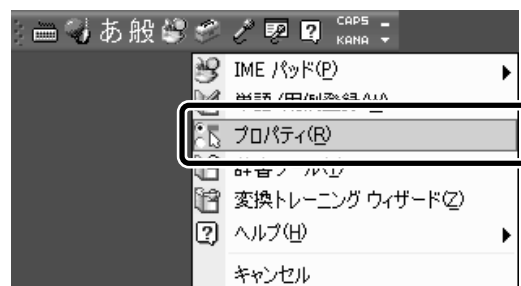 あ 般 CAPS
KANA
IME パッド(P)
プロパティ(R)
変換トレーニング ウィザード(Z)
ヘルプ(H)
キャンセル